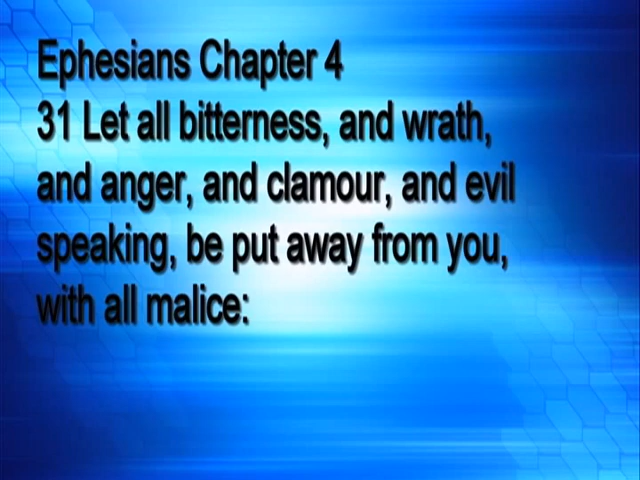 Ephesians Chapter 4
31 Let all bitterness, and wrath,
and anger, and clamour, and evil
speaking, be put away from you,
with all malice: